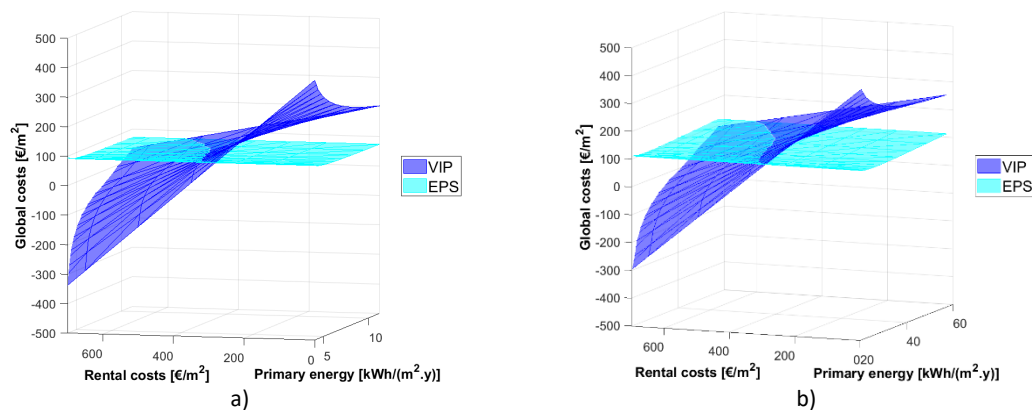 500
400
300
200
100
0
-100
-200
-300
-400
-500
Global costs [€/m²]
600
400
200
0
5
10
Rental costs [€/m²]
Primary energy [kWh/(m².y)]
VIP
EPS
a)
500
400
300
200
100
0
-100
-200
-300
-400
-500
Global costs [€/m²]
600
400
200
020
40
60
Rental costs [€/m²]
Primary energy [kWh/(m².y)]
VIP
EPS
b)